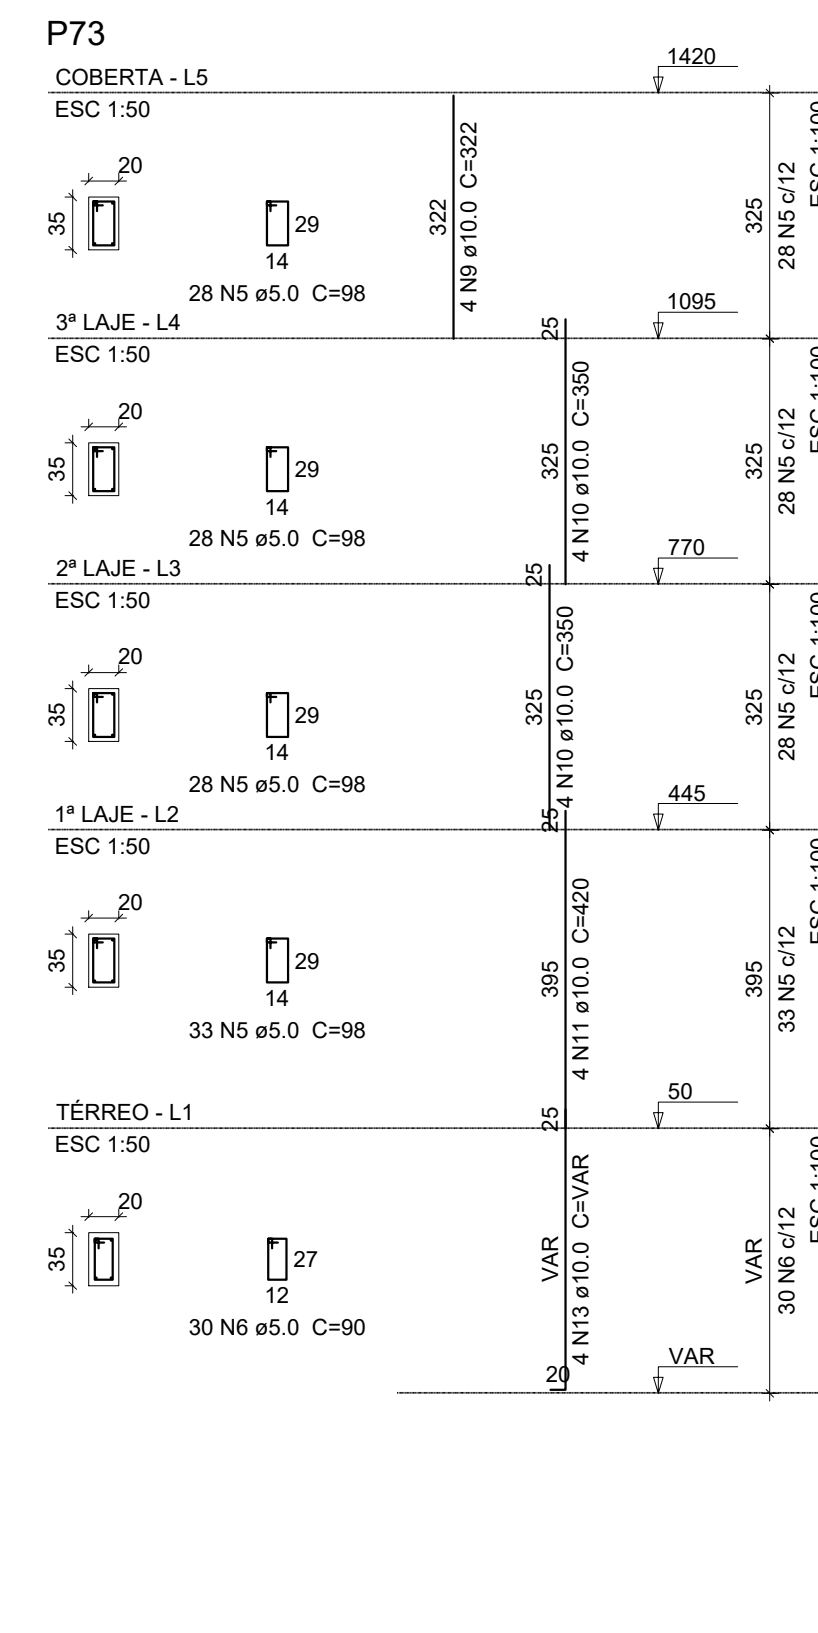 P73
COBERTA - L5
1420
ESC 1:50
20
35
29
14
28 N5 ø5.0 C=98
322
4 N9 ø10.0 C=322
325
28 N5 c/12
ESC 1:100
3ª LAJE - L4
1095
ESC 1:50
25
20
35
29
14
28 N5 ø5.0 C=98
325
4 N10 ø10.0 C=350
325
28 N5 c/12
ESC 1:100
2ª LAJE - L3
770
ESC 1:50
25
20
35
29
14
28 N5 ø5.0 C=98
325
4 N10 ø10.0 C=350
325
28 N5 c/12
ESC 1:100
1ª LAJE - L2
445
ESC 1:50
25
20
35
29
14
33 N5 ø5.0 C=98
395
4 N11 ø10.0 C=420
395
33 N5 c/12
ESC 1:100
TÉRREO - L1
50
ESC 1:50
25
20
35
27
12
30 N6 ø5.0 C=90
VAR
4 N13 ø10.0 C=VAR
20
VAR
30 N6 c/12
ESC 1:100
VAR